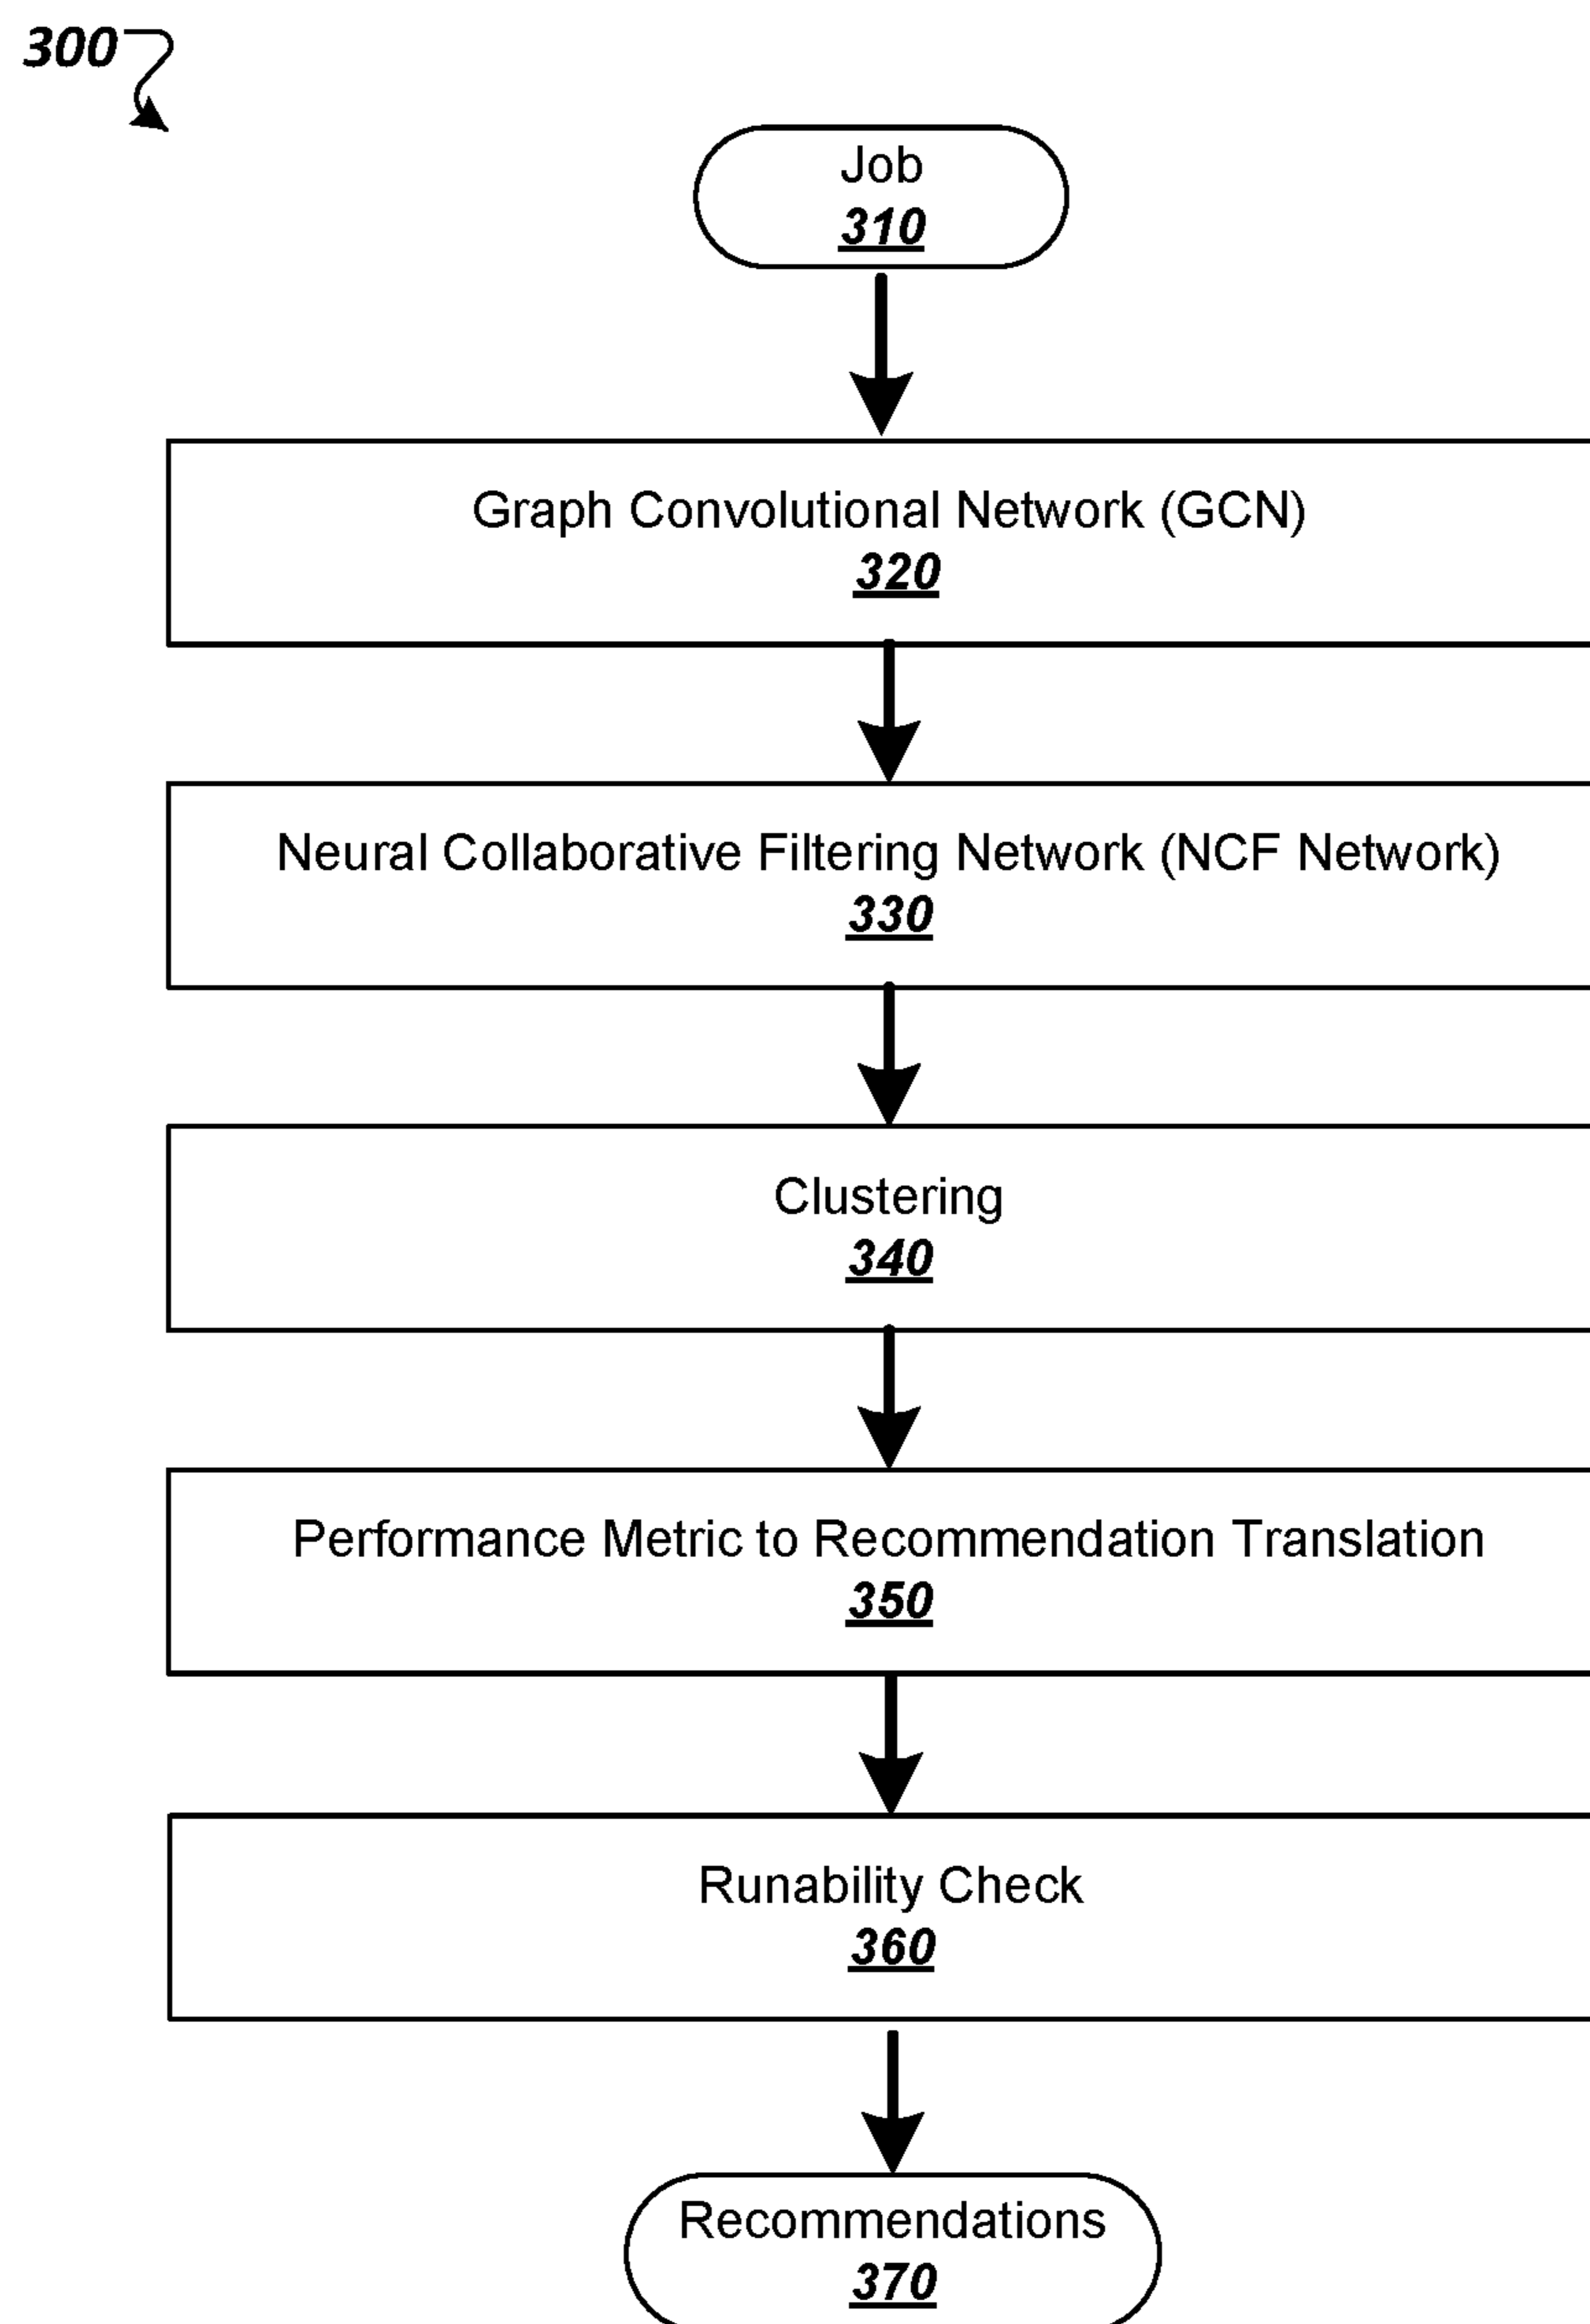 300
Job
310
Graph Convolutional Network (GCN)
320
Neural Collaborative Filtering Network (NCF Network)
330
Clustering
340
Performance Metric to Recommendation Translation
350
Runability Check
360
Recommendations
370